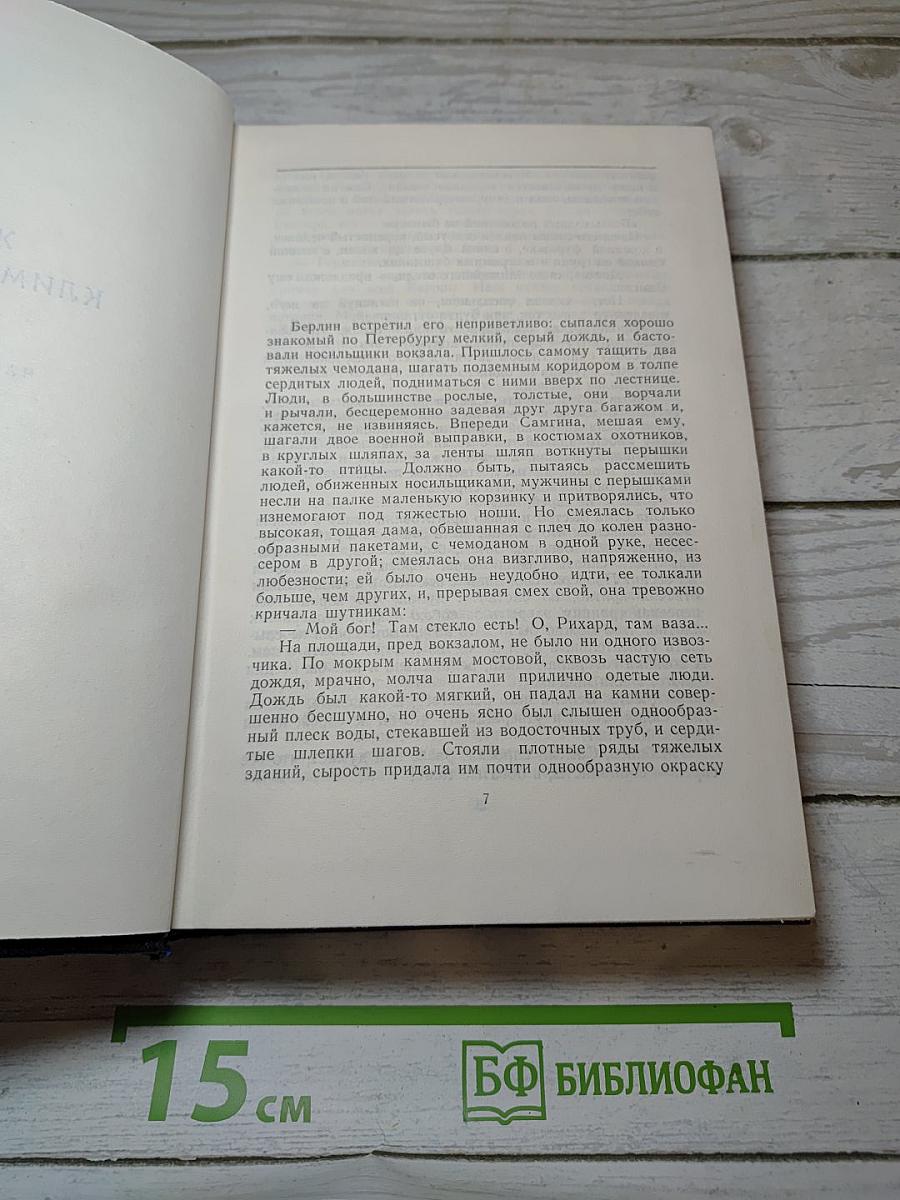 Берлин встретил его неприветливо: сыпался хорошо
знакомый по Петербургу мелкий, серый дождь, и басто-
вали носильщики вокзала. Пришлось самому тащить два
тяжелых чемодана, шагать подземным коридором в толпе
сердитых людей, подниматься с ними вверх по лестнице.
Люди, в большинстве рослые, толстые, они ворчали
и рычали, бесцеремонно задевая друг друга багажом и,
кажется, не извиняясь. Впереди Самгина, мешая ему,
шагали двое военной выправки, в костюмах охотников,
в круглых шляпах, за ленты шляп воткнуты перышки
какой-то птицы. Должно быть, пытаясь рассмешить
людей, обиженных носильщиками, мужчины с перышками
несли на палке маленькую корзинку и притворялись, что
изнемогают под тяжестью ноши. Но смеялась только
высокая, тощая дама, обвешанная с плеч до колен разно-
образными пакетами, с чемоданом в одной руке, несес-
сером в другой; смеялась она визгливо, напряженно, из
любезности; ей было очень неудобно идти, ее толкали
больше, чем других, и, прерывая смех свой, она тревожно
кричала шутникам:
— Мой бог! Там стекло есть! О, Рихард, там ваза...
На площади, пред вокзалом, не было ни одного извоз-
чика. По мокрым камням мостовой, сквозь частую сеть
дождя, мрачно, молча шагали прилично одетые люди.
Дождь был какой-то мягкий, он падал на камни совер-
шенно бесшумно, но очень ясно был слышен однообраз-
ный плеск воды, стекавшей из водосточных труб, и серди-
тые шлепки шагов. Стояли плотные ряды тяжелых
зданий, сырость придала им почти однообразную окраску
7
15 см
БФ БИБЛИОФАН